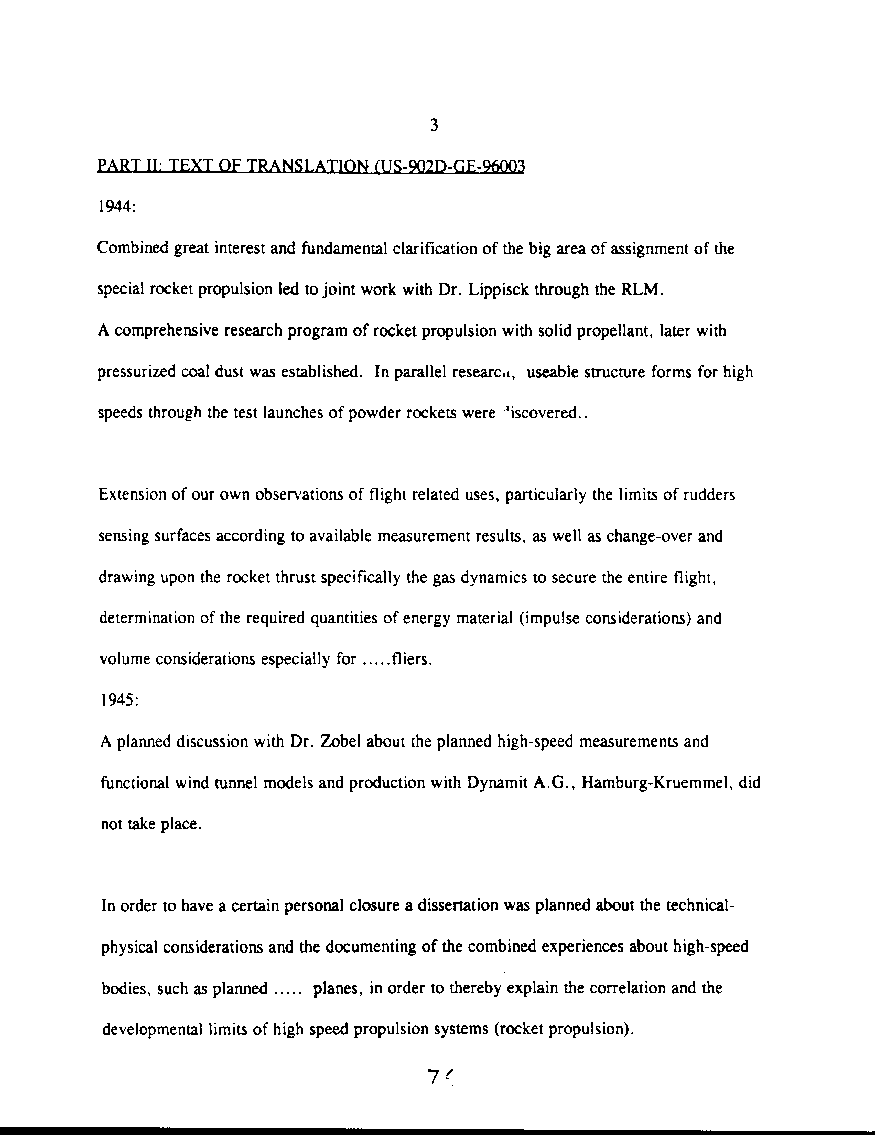 3
PART II: TEXT OF TRANSLATION (US-902D-GE-96003
1944:
Combined great interest and fundamental clarification of the big area of assignment of the
special rocket propulsion led to joint work with Dr. Lippisck through the RLM.
A comprehensive research program of rocket propulsion with solid propellant, later with
pressurized coal dust was established. In parallel research, useable structure forms for high
speeds through the test launches of powder rockets were discovered..
Extension of our own observations of flight related uses, particularly the limits of rudders
sensing surfaces according to available measurement results, as well as change-over and
drawing upon the rocket thrust specifically the gas dynamics to secure the entire flight,
determination of the required quantities of energy material (impulse considerations) and
volume considerations especially for .....fliers.
1945:
A planned discussion with Dr. Zobel about the planned high-speed measurements and
functional wind tunnel models and production with Dynamit A.G., Hamburg-Kruemmel, did
not take place.
In order to have a certain personal closure a dissertation was planned about the technical-
physical considerations and the documenting of the combined experiences about high-speed
bodies, such as planned ..... planes, in order to thereby explain the correlation and the
developmental limits of high speed propulsion systems (rocket propulsion).